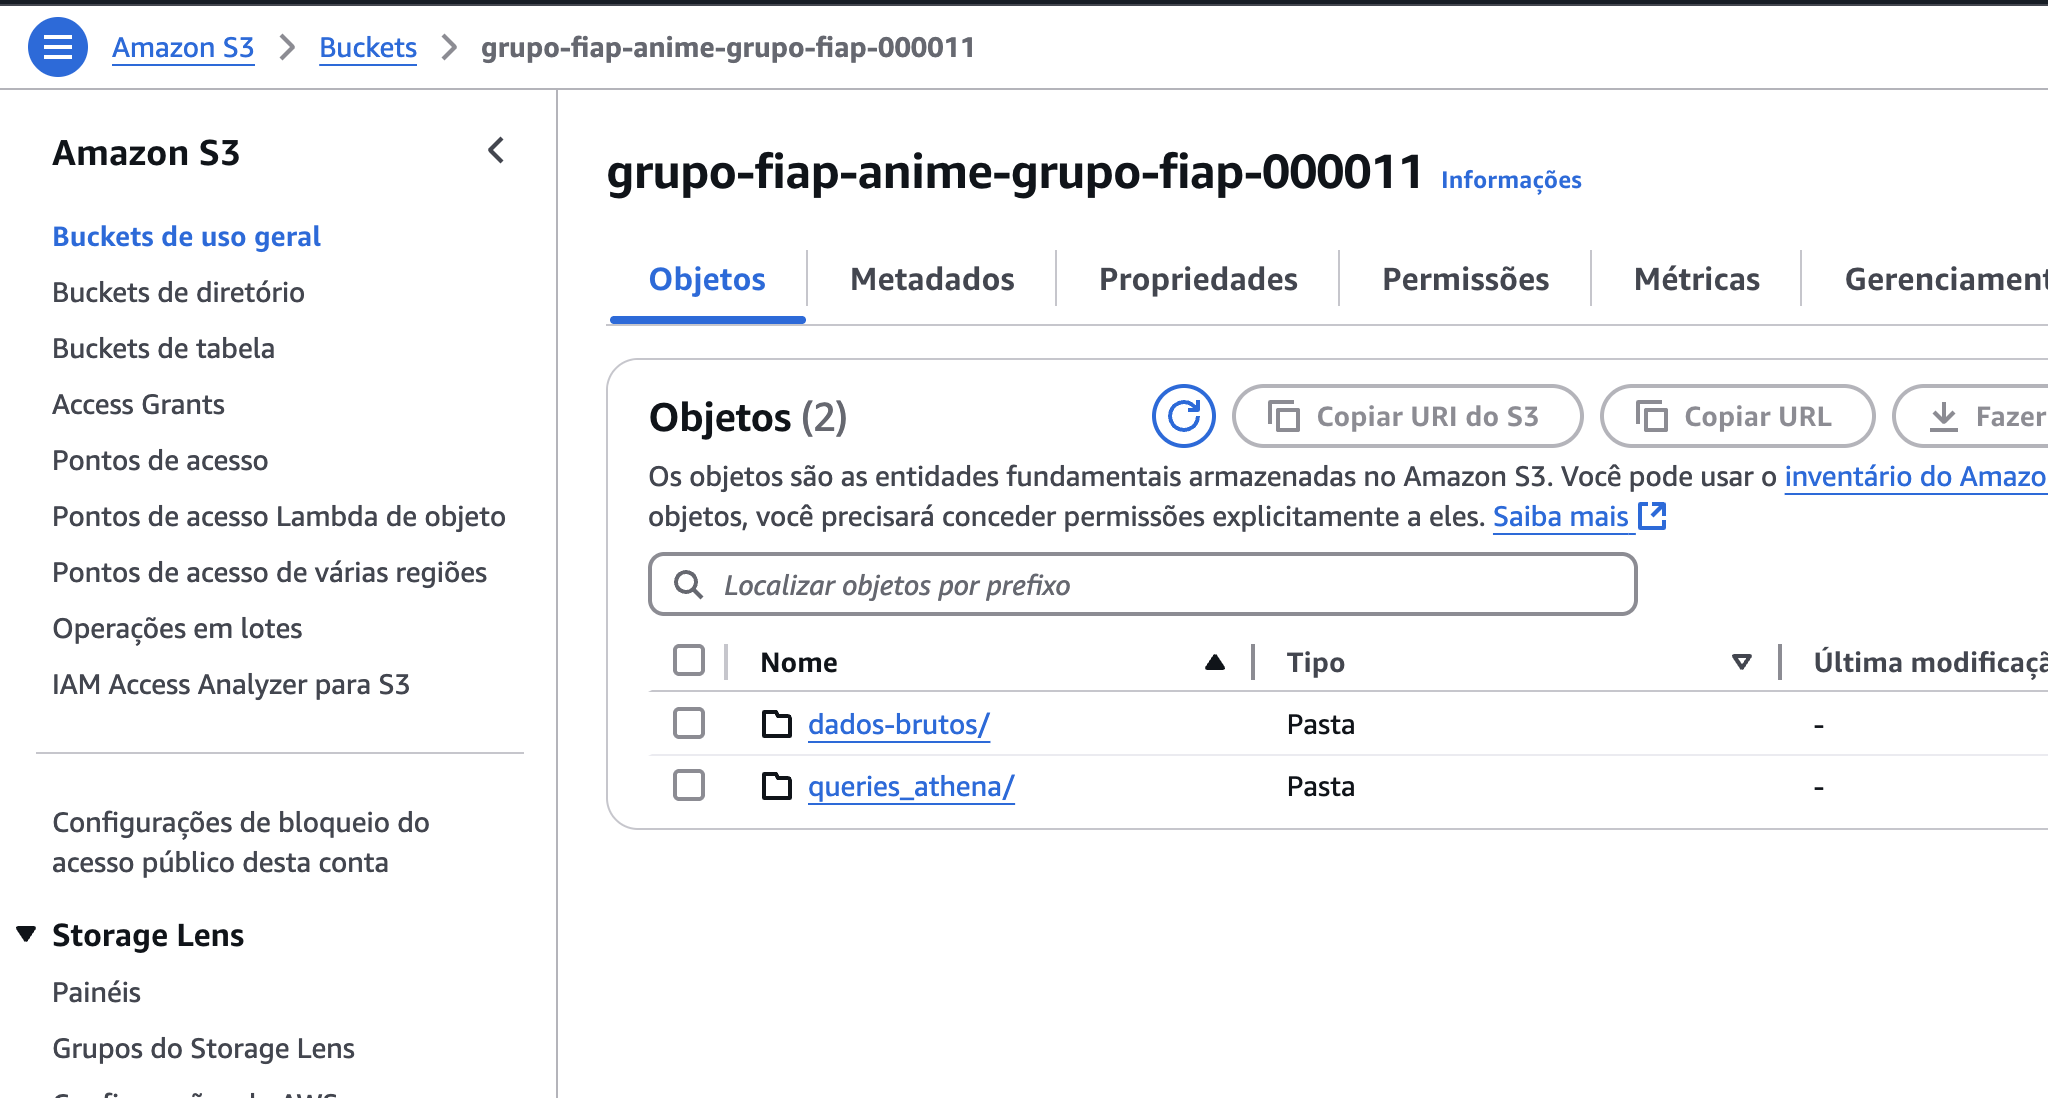 Amazon S3 > Buckets > grupo-fiap-anime-grupo-fiap-000011
Amazon S3
Buckets de uso geral
Buckets de diretório
Buckets de tabela
Access Grants
Pontos de acesso
Pontos de acesso Lambda de objeto
Pontos de acesso de várias regiões
Operações em lotes
IAM Access Analyzer para S3
Configurações de bloqueio do
acesso público desta conta
Storage Lens
Painéis
Grupos do Storage Lens
grupo-fiap-anime-grupo-fiap-000011 Informações
Objetos Metadados Propriedades Permissões Métricas Gerenciament
Objetos (2) Copiar URI do S3 Copiar URL Fazer
Os objetos são as entidades fundamentais armazenadas no Amazon S3. Você pode usar o inventário do Amazo
objetos, você precisará conceder permissões explicitamente a eles. Saiba mais
Localizar objetos por prefixo
Nome Tipo Última modificaçã
dados-brutos/ Pasta -
queries_athena/ Pasta -